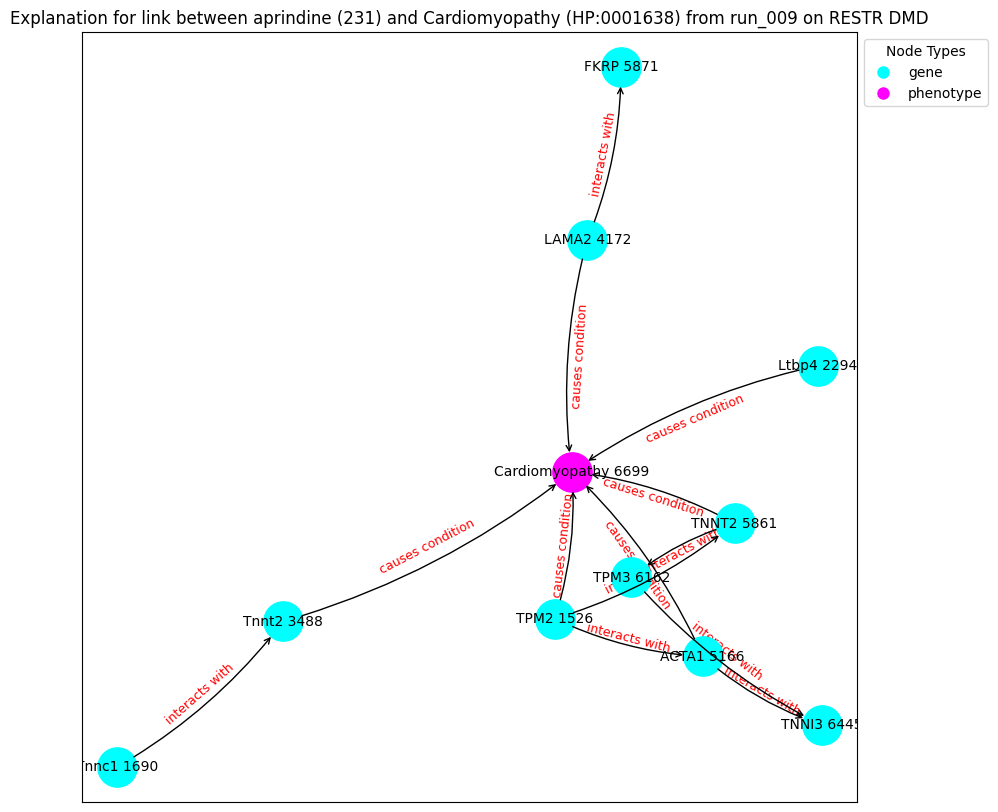 Explanation for link between aprindine (231) and Cardiomyopathy (HP:0001638) from run_009 on RESTR DMD
Node Types
gene
phenotype
FKRP 5871
interacts with
LAMA2 4172
causes condition
Ltbp4 2294
causes condition
Cardiomyopathy 6699
causes condition
TNNT2 5861
causes condition
causes condition
causes condition
interacts with
TPM3 6162
Tnnt2 3488
TPM2 1526
interacts with
ACTA1 5166
interacts with
interacts with
interacts with
TNNI3 6445
Tnnc1 1690